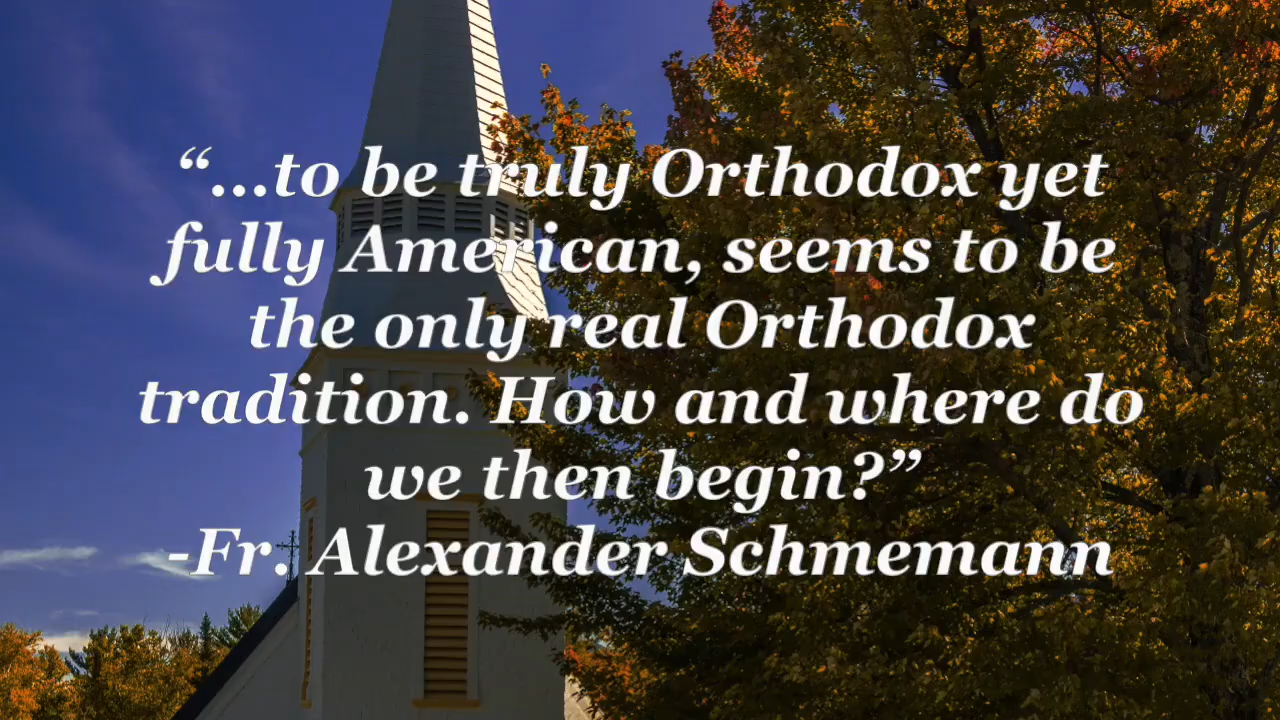 “...to be truly Orthodox yet
fully American, seems to be
the only real Orthodox
tradition. How and where do
we then begin?”
-Fr. Alexander Schmemann